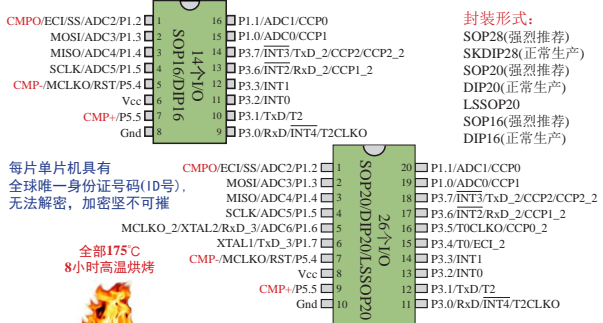 CMPO/ECI/SS/ADC2/P1.2 1
MOSI/ADC3/P1.3 2
MISO/ADC4/P1.4 3
SCLK/ADC5/P1.5 4
CMP-/MCLKO/RST/P5.4 5
Vcc 6
CMP+/P5.5 7
Gnd 8
SOP16/DIP16
14个I/O
16 P1.1/ADC1/CCP0
15 P1.0/ADC0/CCP1
14 P3.7/INT3/TxD_2/CCP2/CCP2_2
13 P3.6/INT2/RxD_2/CCP1_2
12 P3.3/INT1
11 P3.2/INT0
10 P3.1/TxD/T2
9 P3.0/RxD/INT4/T2CLKO
封装形式:
SOP28(强烈推荐)
SKDIP28(正常生产)
SOP20(强烈推荐)
DIP20(正常生产)
LSSOP20
SOP16(强烈推荐)
DIP16(正常生产)
每片单片机具有
全球唯一身份证号码(ID号),
无法解密，加密坚不可摧
全部175℃
8小时高温烘烤
CMPO/ECI/SS/ADC2/P1.2 1
MOSI/ADC3/P1.3 2
MISO/ADC4/P1.4 3
SCLK/ADC5/P1.5 4
MCLKO_2/XTAL2/RxD_3/ADC6/P1.6 5
XTAL1/TxD_3/P1.7 6
CMP-/MCLKO/RST/P5.4 7
Vcc 8
CMP+/P5.5 9
Gnd 10
SOP20/DIP20/LSSOP20
26个I/O
20 P1.1/ADC1/CCP0
19 P1.0/ADC0/CCP1
18 P3.7/INT3/TxD_2/CCP2/CCP2_2
17 P3.6/INT2/RxD_2/CCP1_2
16 P3.5/T0CLKO/CCP0_2
15 P3.4/T0/ECI_2
14 P3.3/INT1
13 P3.2/INT0
12 P3.1/TxD/T2
11 P3.0/RxD/INT4/T2CLKO